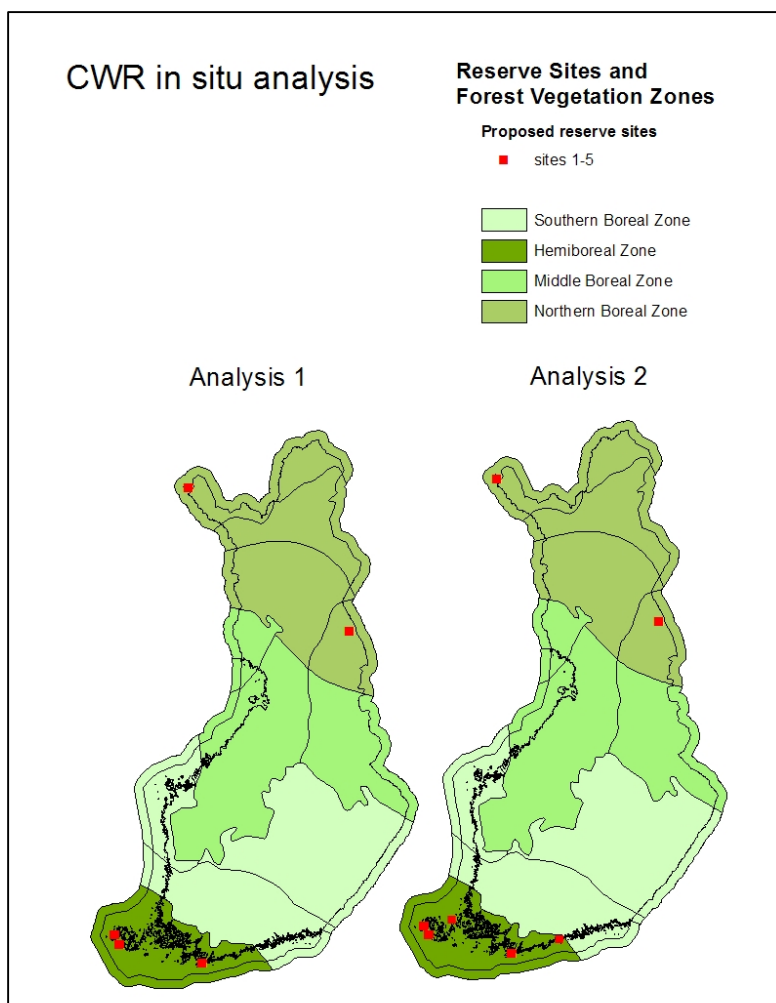 CWR in situ analysis
Reserve Sites and
Forest Vegetation Zones
Proposed reserve sites
sites 1-5
Southern Boreal Zone
Hemiboreal Zone
Middle Boreal Zone
Northern Boreal Zone
Analysis 1
Analysis 2